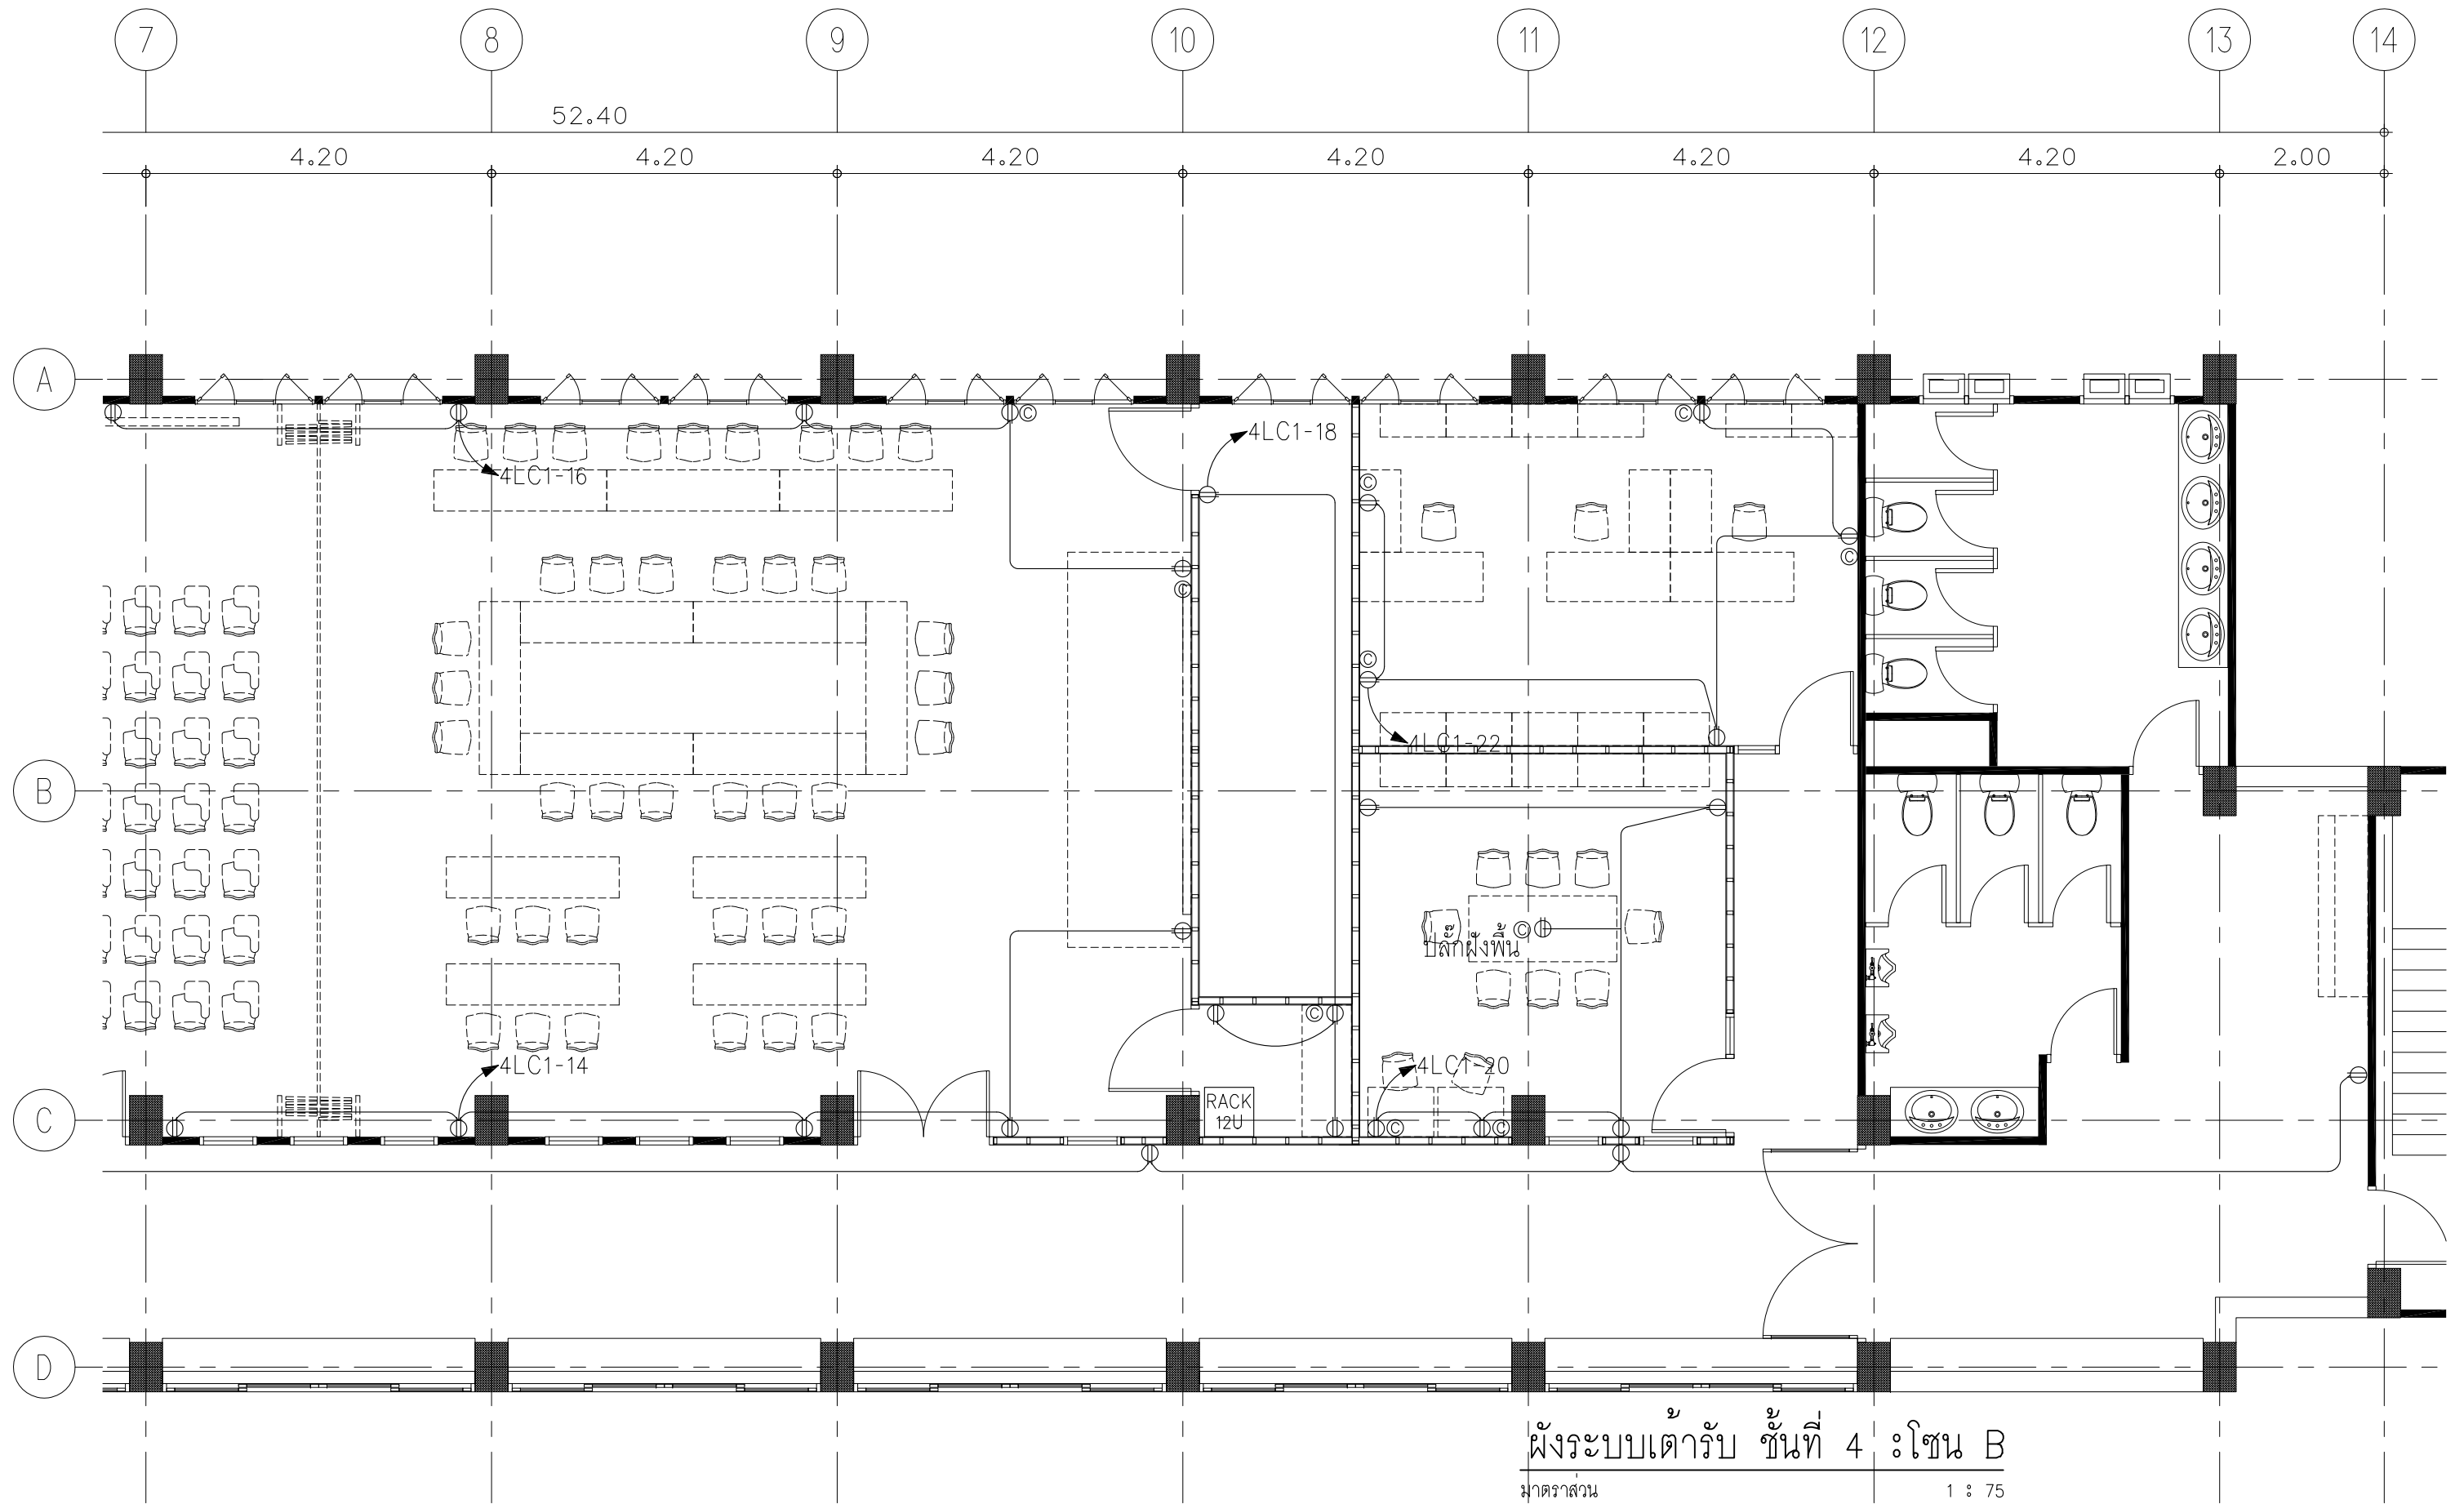 7 8 9 10 11 12 13 14
52.40
4.20 4.20 4.20 4.20 4.20 4.20 2.00
A
© ©
4LC1-18
4LC1-16
©
©
©
©
4LC1-22
B
© 
ปลั๊กฝังพื้น
©
4LC1-14
4LC1-20
RACK
12U
C
© ©
D
ผังระบบเต้ารับ ชั้นที่ 4 :โซน B
มาตราส่วน 1 : 75